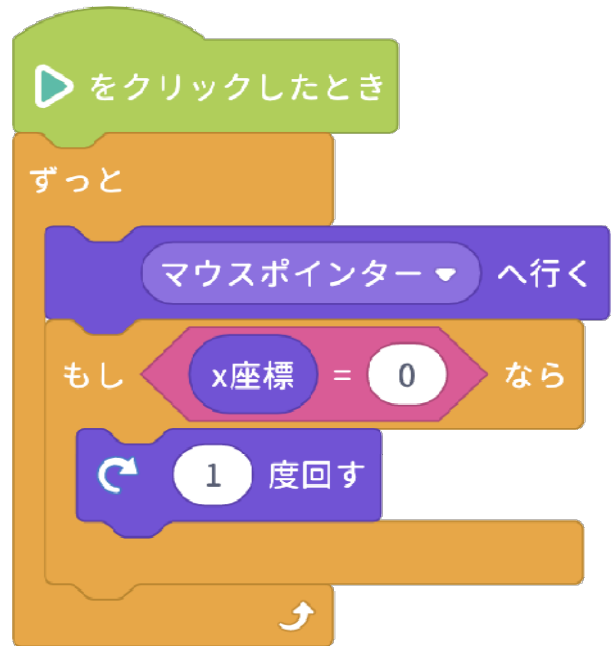 をクリックしたとき
ずっと
マウスポインター へ行く
もし x座標 = 0 なら
1 度回す